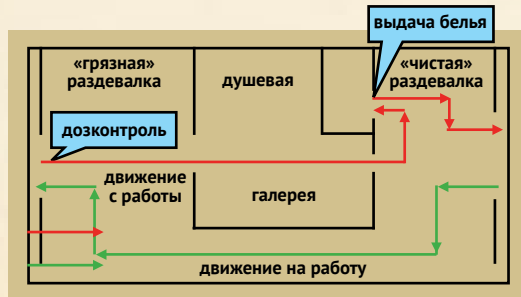 выдача белья
«грязная»
раздевалка
душевая
«чистая»
раздевалка
дозконтроль
движение
с работы
галерея
движение на работу